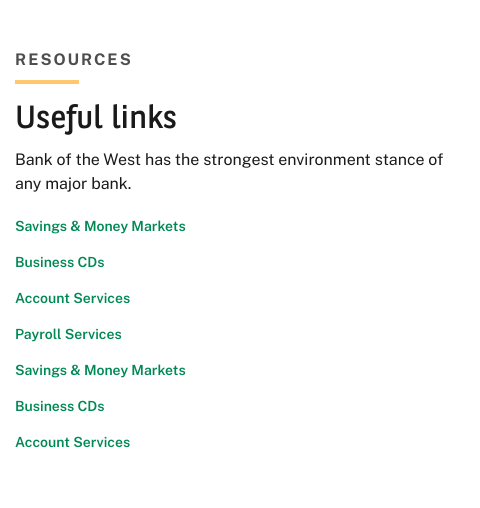 RESOURCES
Useful links
Bank of the West has the strongest environment stance of
any major bank.
Savings & Money Markets
Business CDs
Account Services
Payroll Services
Savings & Money Markets
Business CDs
Account Services